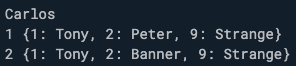 Carlos
1 {1: Tony, 2: Peter, 9: Strange}
2 {1: Tony, 2: Banner, 9: Strange}